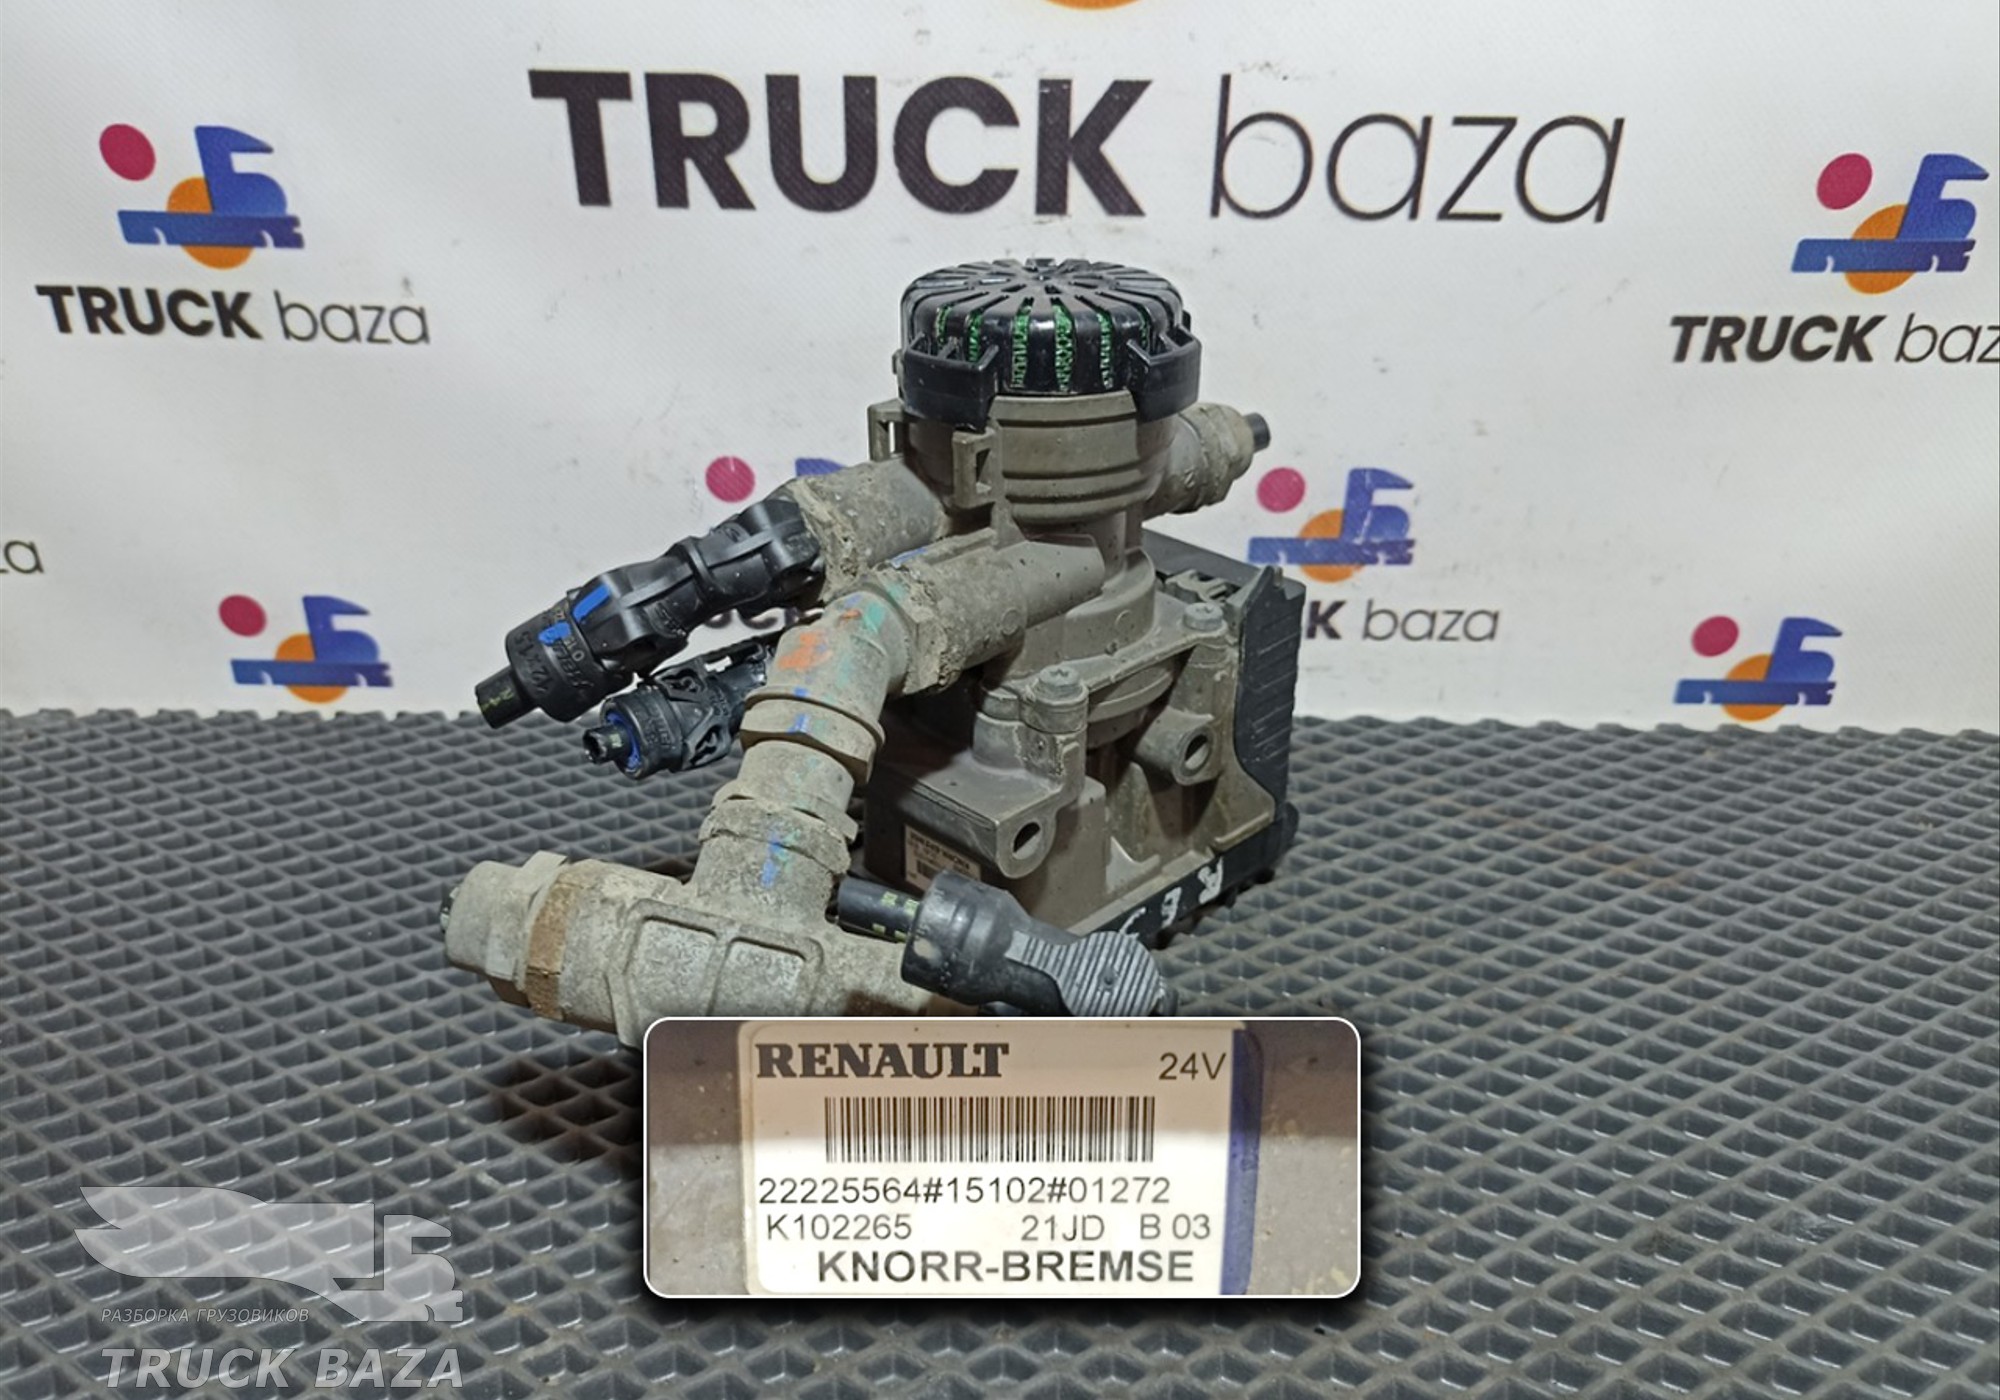 TRUCK baza
TRUCK baza
TRUCK baz
за
K baza
RENAULT 24V
22225564#15102#01272
K102265 21JD B 03
KNORR-BREMSE
РАЗБОРКА ГРУЗОВИКОВ
TRUCK BAZA